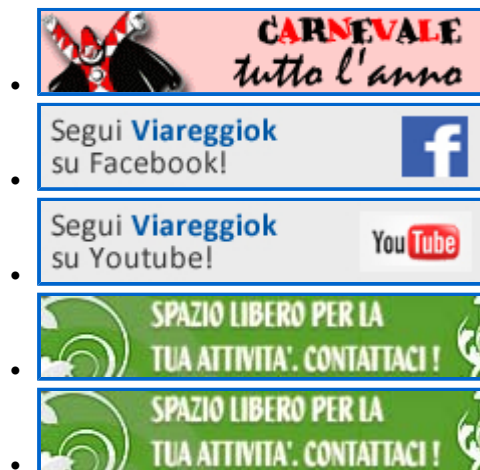 CARNEVALE
tutto l'anno
Segui Viareggiok
su Facebook!
f
Segui Viareggiok
su Youtube!
YouTube
SPAZIO LIBERO PER LA
TUA ATTIVITA'. CONTATTACI !
SPAZIO LIBERO PER LA
TUA ATTIVITA'. CONTATTACI !